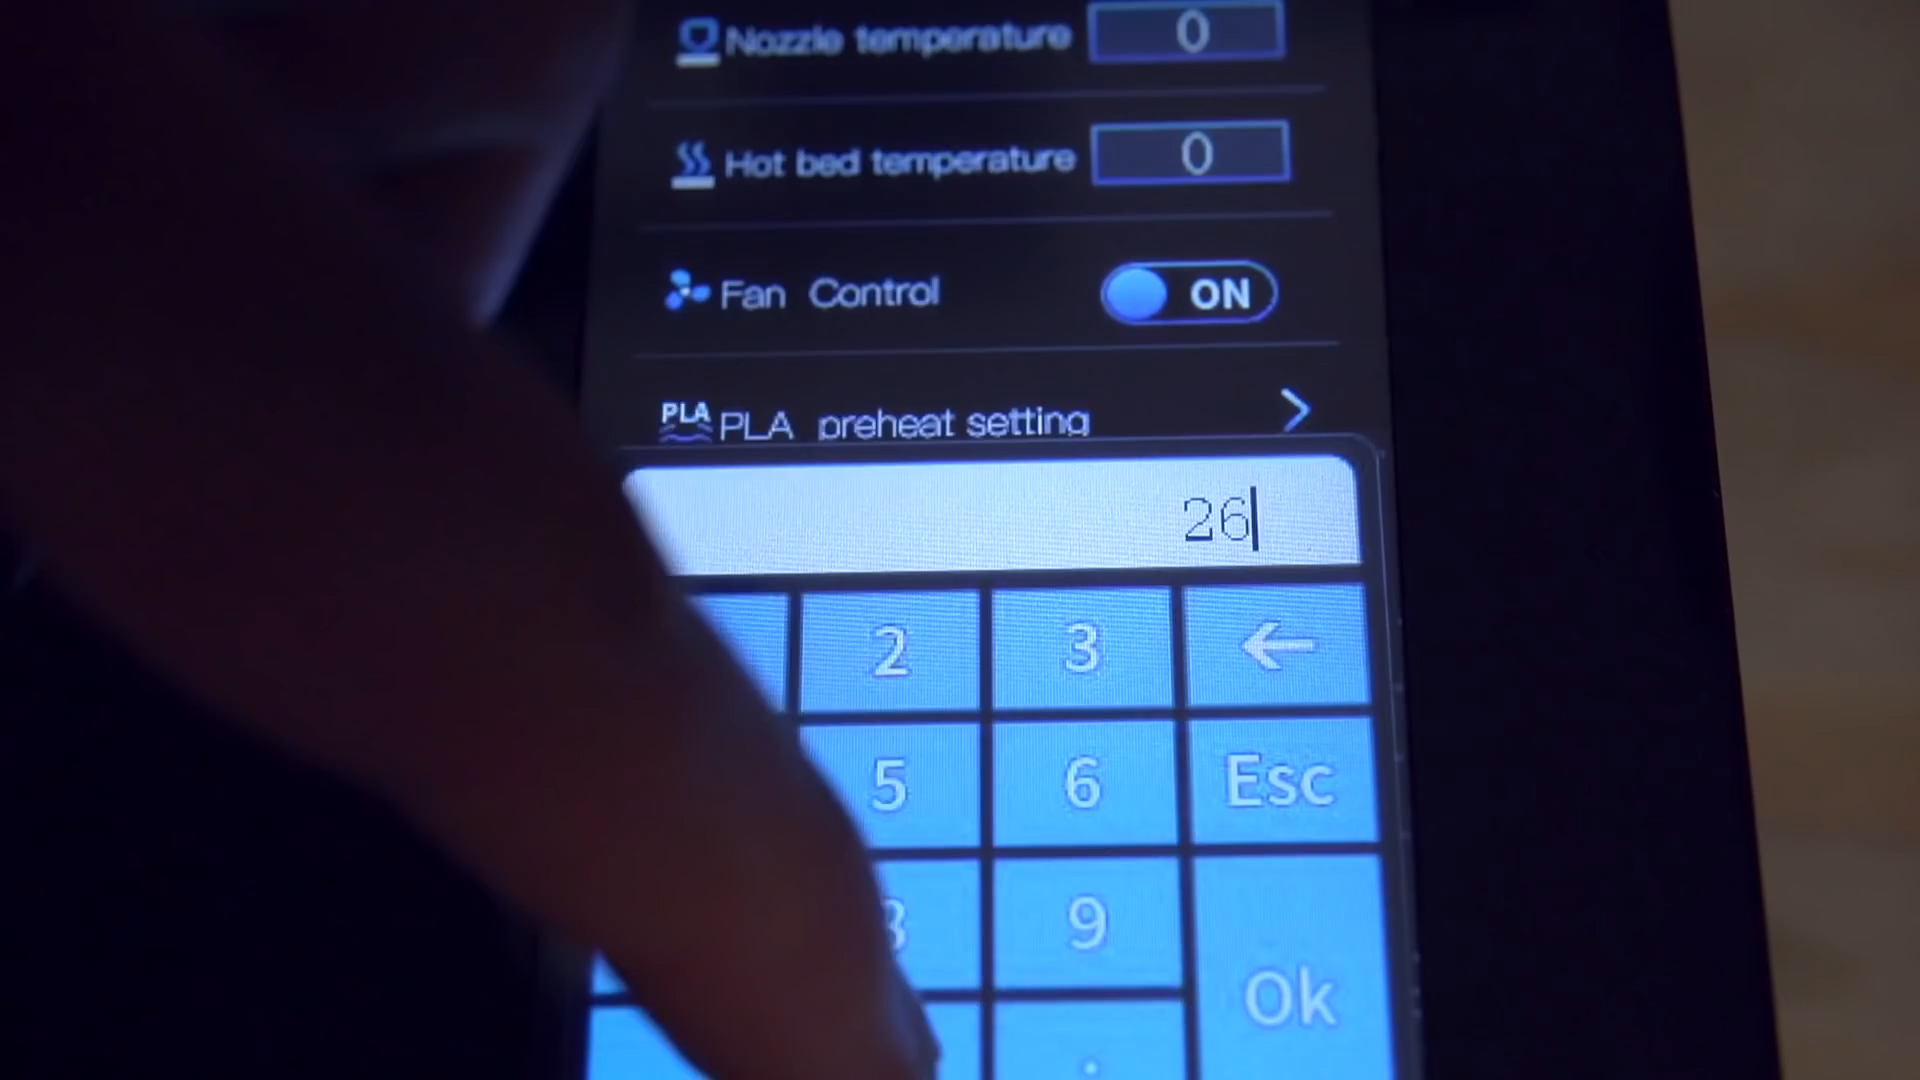 Nozzle temperature 0
Hot bed temperature 0
Fan Control ON
PLA PLA preheat setting
26
2 3
5 6 Esc
8 9
Ok
.